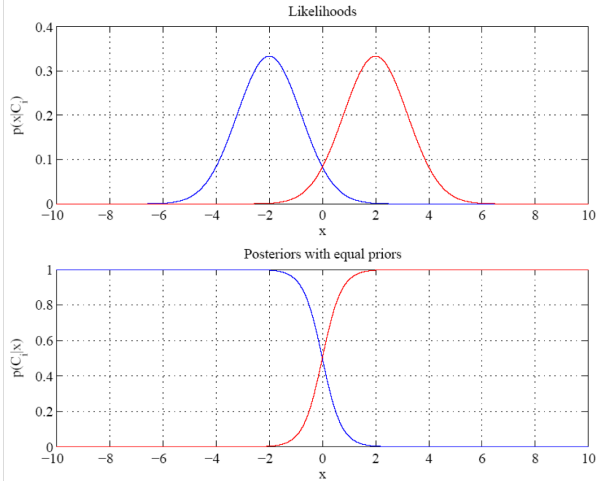 Likelihoods
0.4
0.3
0.2
0.1
0
p(x|C_i)
−10 −8 −6 −4 −2 0 2 4 6 8 10
x
Posteriors with equal priors
1
0.8
0.6
0.4
0.2
0
p(C_i|x)
−10 −8 −6 −4 −2 0 2 4 6 8 10
x